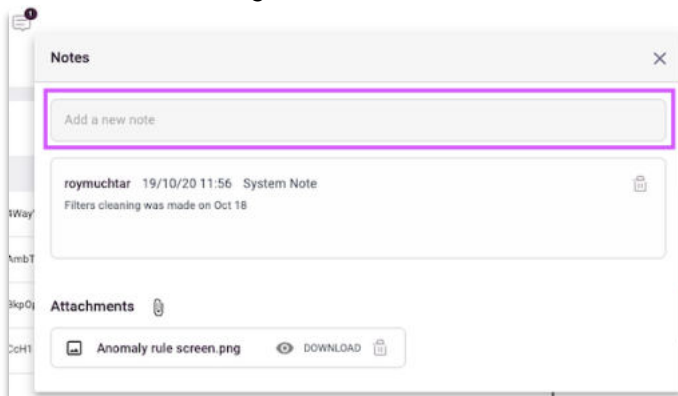 1
Notes
Add a new note
roymuchtar 19/10/20 11:56 System Note
Filters cleaning was made on Oct 18
4Way
AmbT
Attachments
CcH1
Anomaly rule screen.png DOWNLOAD